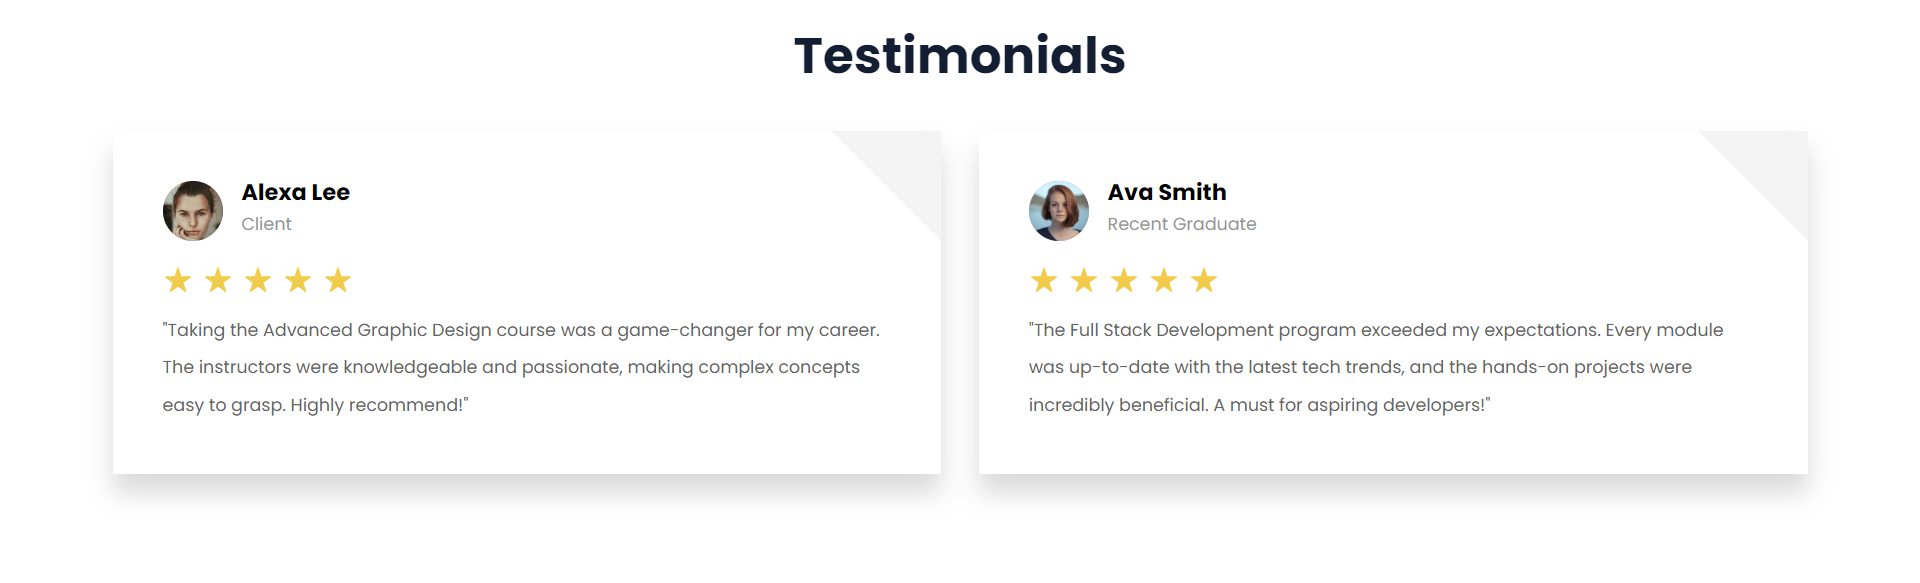 Testimonials
Alexa Lee
Client
"Taking the Advanced Graphic Design course was a game-changer for my career.
The instructors were knowledgeable and passionate, making complex concepts
easy to grasp. Highly recommend!"
Ava Smith
Recent Graduate
"The Full Stack Development program exceeded my expectations. Every module
was up-to-date with the latest tech trends, and the hands-on projects were
incredibly beneficial. A must for aspiring developers!"